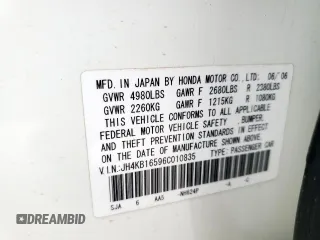 MFD. IN JAPAN BY HONDA MOTOR CO., LTD. 06/06
GVWR 4980LBS GAWR F 2680LBS R 2380LBS
GVWR 2260KG GAWR F 1215KG R 1080KG
THIS VEHICLE CONFORMS TO ALL APPLICABLE
FEDERAL MOTOR VEHICLE SAFETY, BUMPER,
AND THEFT PREVENTION STANDARDS IN EFFECT
ON THE DATE OF MANUFACTURE SHOWN ABOVE.
V.I.N.: JH4KB16596C010835 TYPE: PASSENGER CAR
SJA 6 AA5 NH624P -A -C
DREAMBID